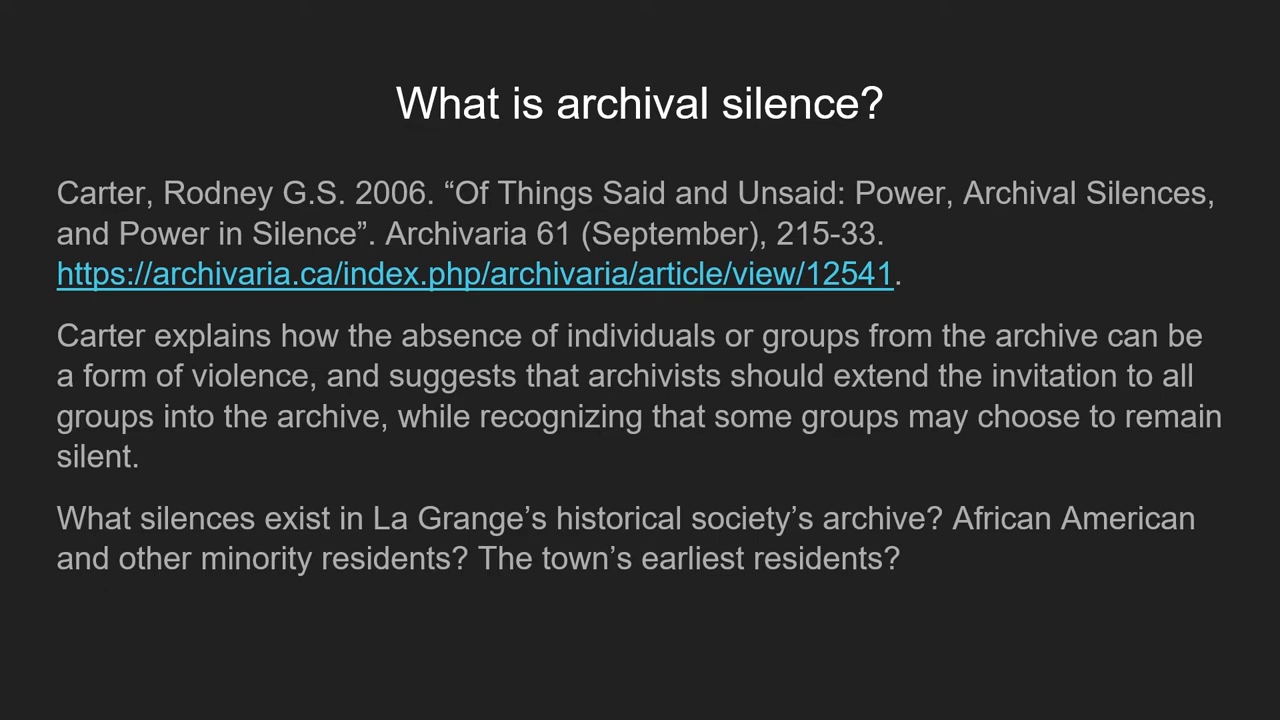 What is archival silence?
Carter, Rodney G.S. 2006. “Of Things Said and Unsaid: Power, Archival Silences,
and Power in Silence”. Archivaria 61 (September), 215-33.
https://archivaria.ca/index.php/archivaria/article/view/12541.
Carter explains how the absence of individuals or groups from the archive can be
a form of violence, and suggests that archivists should extend the invitation to all
groups into the archive, while recognizing that some groups may choose to remain
silent.
What silences exist in La Grange’s historical society’s archive? African American
and other minority residents? The town’s earliest residents?